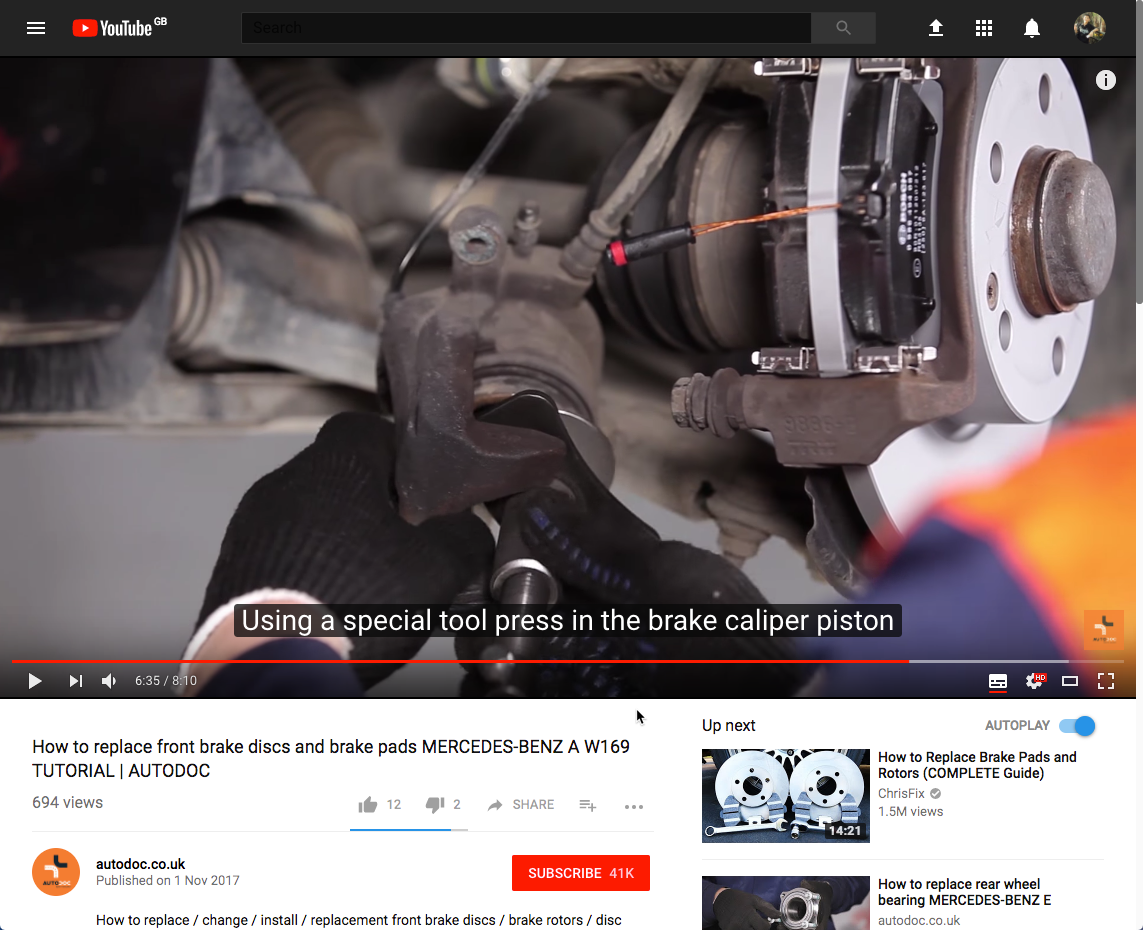 YouTube GB
Search
i
9886
Using a special tool press in the brake caliper piston
AUTODOC
6:35 / 8:10
HD
How to replace front brake discs and brake pads MERCEDES-BENZ A W169
TUTORIAL | AUTODOC
694 views
12
2
SHARE
autodoc.co.uk
Published on 1 Nov 2017
SUBSCRIBE 41K
AUTODOC
How to replace / change / install / replacement front brake discs / brake rotors / disc
Up next
AUTOPLAY
How to Replace Brake Pads and
Rotors (COMPLETE Guide)
ChrisFix
1.5M views
14:21
How to replace rear wheel
bearing MERCEDES-BENZ E
autodoc.co.uk